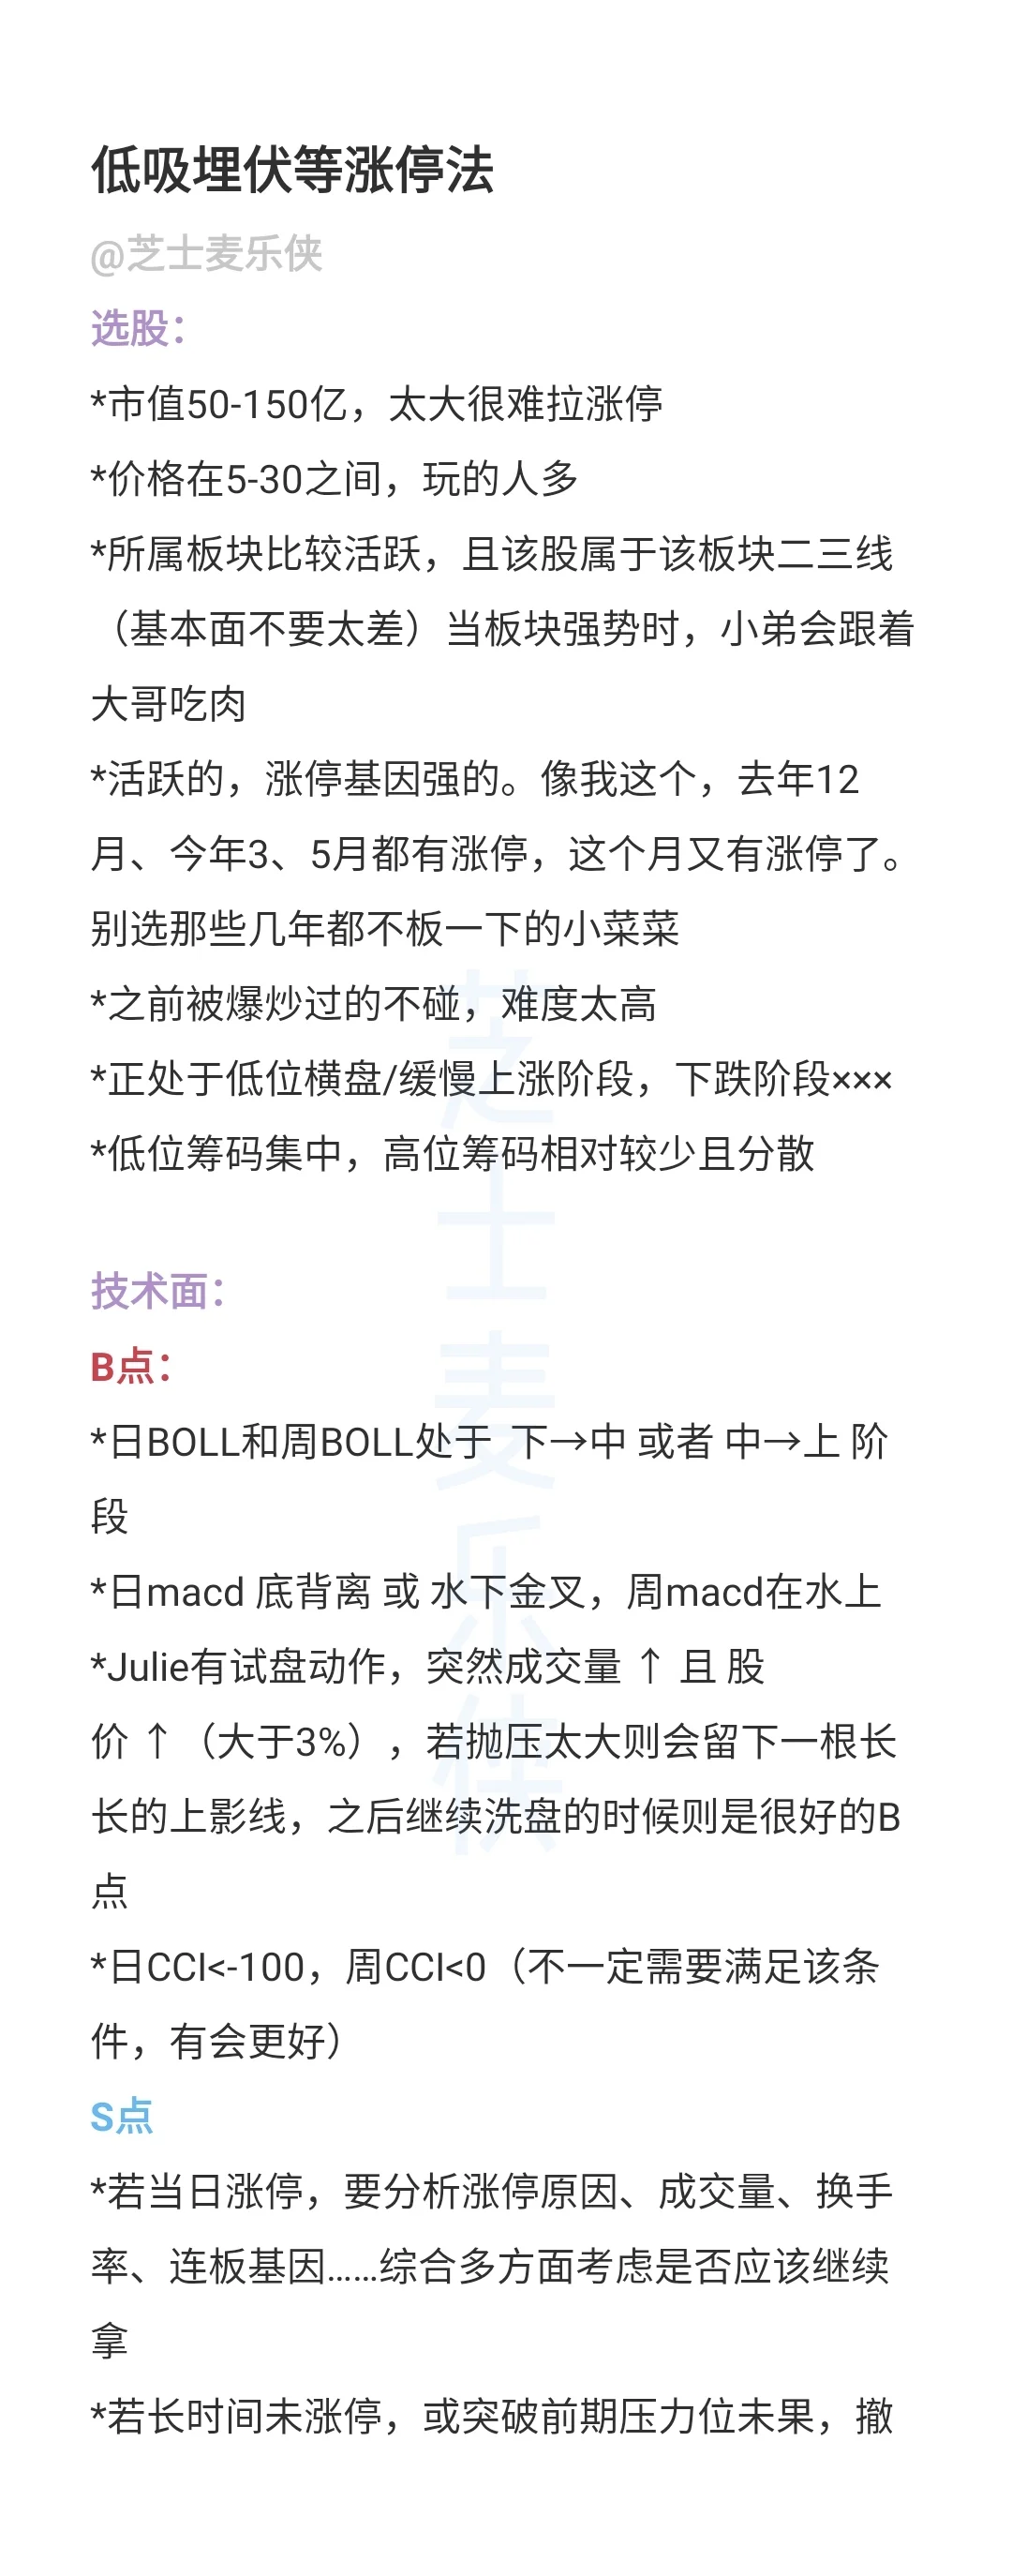 低吸埋伏等涨停法
@芝士麦乐侠
选股：
*市值50-150亿，太大很难拉涨停
*价格在5-30之间，玩的人多
*所属板块比较活跃，且该股属于该板块二三线
（基本面不要太差）当板块强势时，小弟会跟着
大哥吃肉
*活跃的，涨停基因强的。像我这个，去年12
月、今年3、5月都有涨停，这个月又有涨停了。
别选那些几年都不板一下的小菜菜
*之前被爆炒过的不碰，难度太高
*正处于低位横盘/缓慢上涨阶段，下跌阶段×××
*低位筹码集中，高位筹码相对较少且分散
技术面：
B点：
*日BOLL和周BOLL处于 下→中 或者 中→上 阶
段
*日macd 底背离 或 水下金叉，周macd在水上
*Julie有试盘动作，突然成交量 ↑ 且 股
价 ↑ （大于3%），若抛压太大则会留下一根长
长的上影线，之后继续洗盘的时候则是很好的B
点
*日CCI<-100，周CCI<0（不一定需要满足该条
件，有会更好）
S点
*若当日涨停，要分析涨停原因、成交量、换手
率、连板基因……综合多方面考虑是否应该继续
拿
*若长时间未涨停，或突破前期压力位未果，撤
芝士麦乐侠